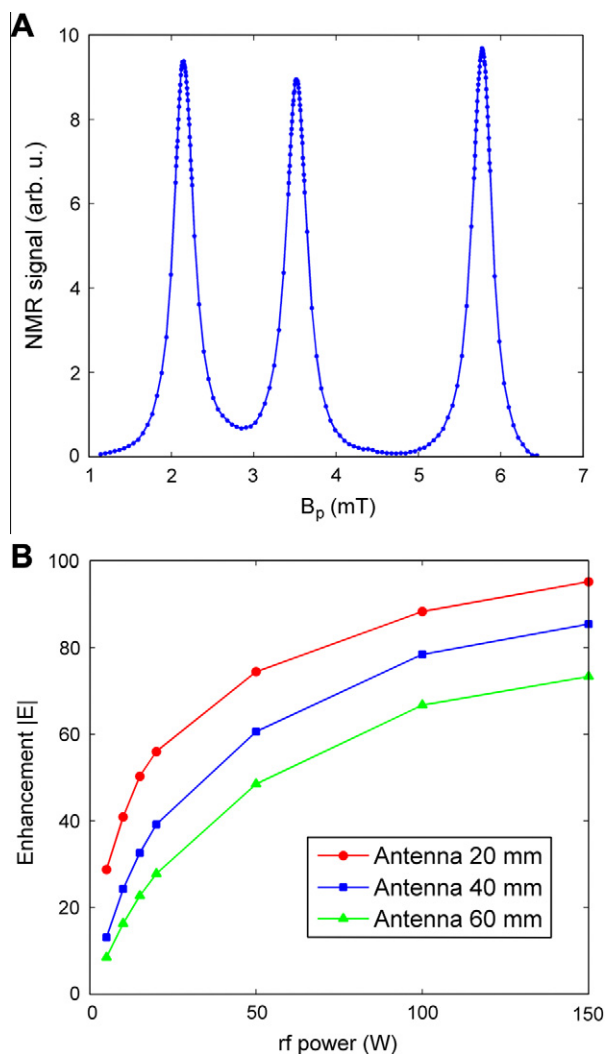 A
10
8
6
4
2
0
NMR signal (arb. u.)
1 2 3 4 5 6 7
Bp (mT)
B
100
80
60
40
20
0
Enhancement |E|
Antenna 20 mm
Antenna 40 mm
Antenna 60 mm
0 50 100 150
rf power (W)